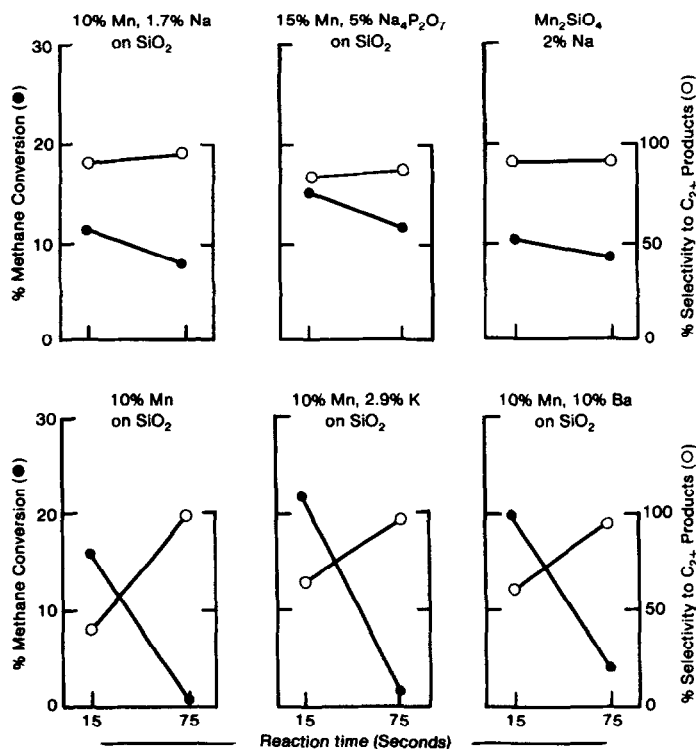 10% Mn, 1.7% Na
on SiO₂
15% Mn, 5% Na₄P₂O₇
on SiO₂
Mn₂SiO₄
2% Na
30
20
10
0
% Methane Conversion (●)
100
50
0
% Selectivity to C₂₊ Products (○)
10% Mn
on SiO₂
10% Mn, 2.9% K
on SiO₂
10% Mn, 10% Ba
on SiO₂
30
20
10
0
% Methane Conversion (●)
100
50
0
% Selectivity to C₂₊ Products (○)
15 75
15 75
15 75
Reaction time (Seconds)